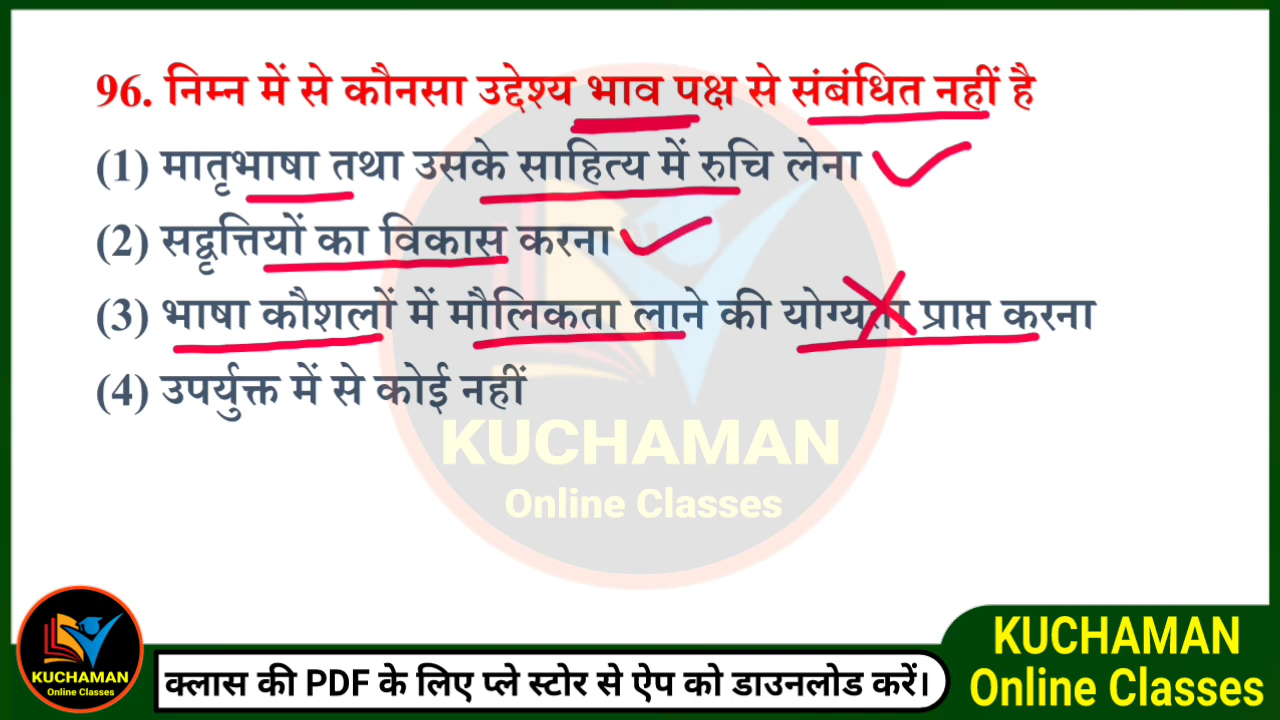 96. निम्न में से कौनसा उद्देश्य भाव पक्ष से संबंधित नहीं है
(1) मातृभाषा तथा उसके साहित्य में रुचि लेना
(2) सद्वृत्तियों का विकास करना
(3) भाषा कौशलों में मौलिकता लाने की योग्यता प्राप्त करना
(4) उपर्युक्त में से कोई नहीं
KUCHAMAN
Online Classes
KUCHAMAN
Online Classes
क्लास की PDF के लिए प्ले स्टोर से ऐप को डाउनलोड करें।
KUCHAMAN
Online Classes